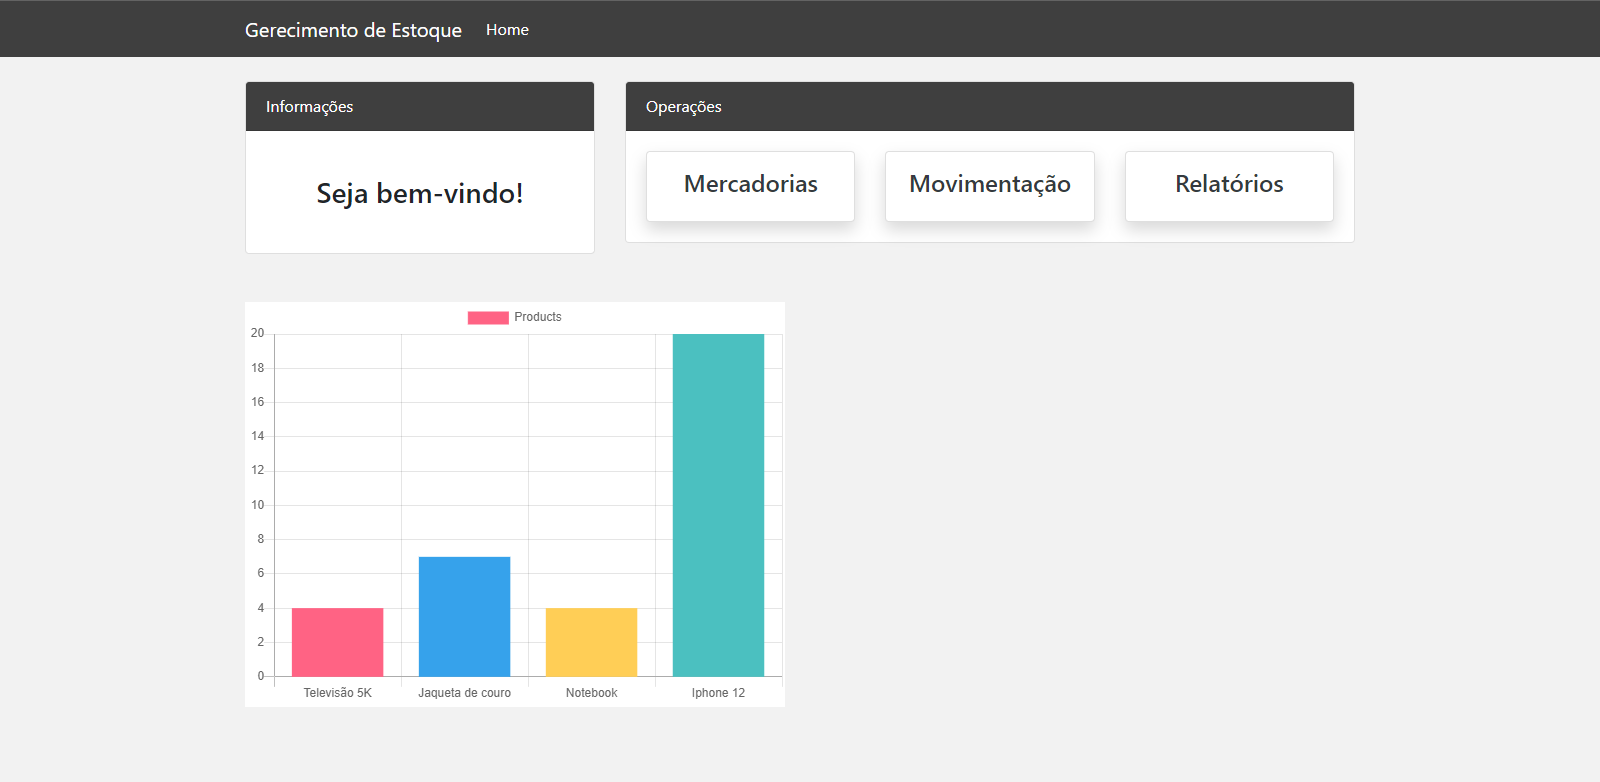 Gerecimento de Estoque Home
Informações
Seja bem-vindo!
Operações
Mercadorias Movimentação Relatórios
Products
20
18
16
14
12
10
8
6
4
2
0
Televisão 5K Jaqueta de couro Notebook Iphone 12